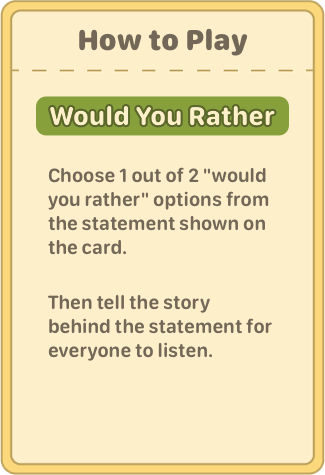 How to Play
Would You Rather
Choose 1 out of 2 "would
you rather" options from
the statement shown on
the card.
Then tell the story
behind the statement for
everyone to listen.